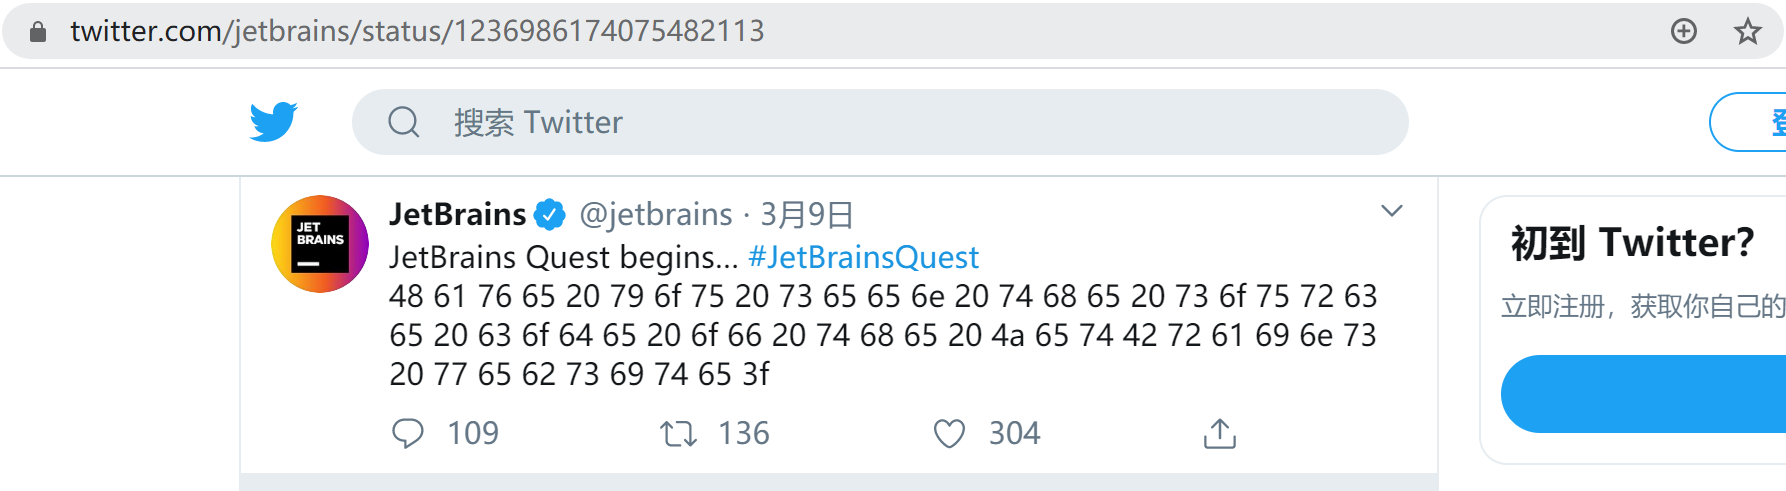 twitter.com/jetbrains/status/1236986174075482113
搜索 Twitter
JET
BRAINS
JetBrains @jetbrains · 3月9日
JetBrains Quest begins... #JetBrainsQuest
48 61 76 65 20 79 6f 75 20 73 65 65 6e 20 74 68 65 20 73 6f 75 72 63
65 20 63 6f 64 65 20 6f 66 20 74 68 65 20 4a 65 74 42 72 61 69 6e 73
20 77 65 62 73 69 74 65 3f
109 136 304
初到 Twitter?
立即注册，获取你自己的